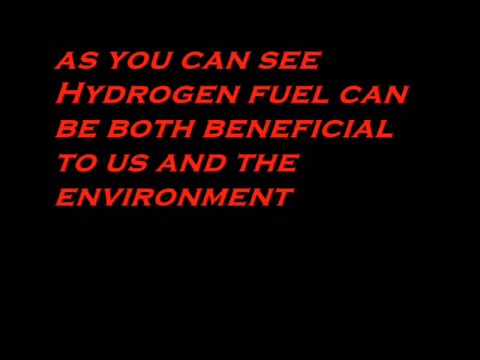 AS YOU CAN SEE
HYDROGEN FUEL CAN
BE BOTH BENEFICIAL
TO US AND THE
ENVIRONMENT